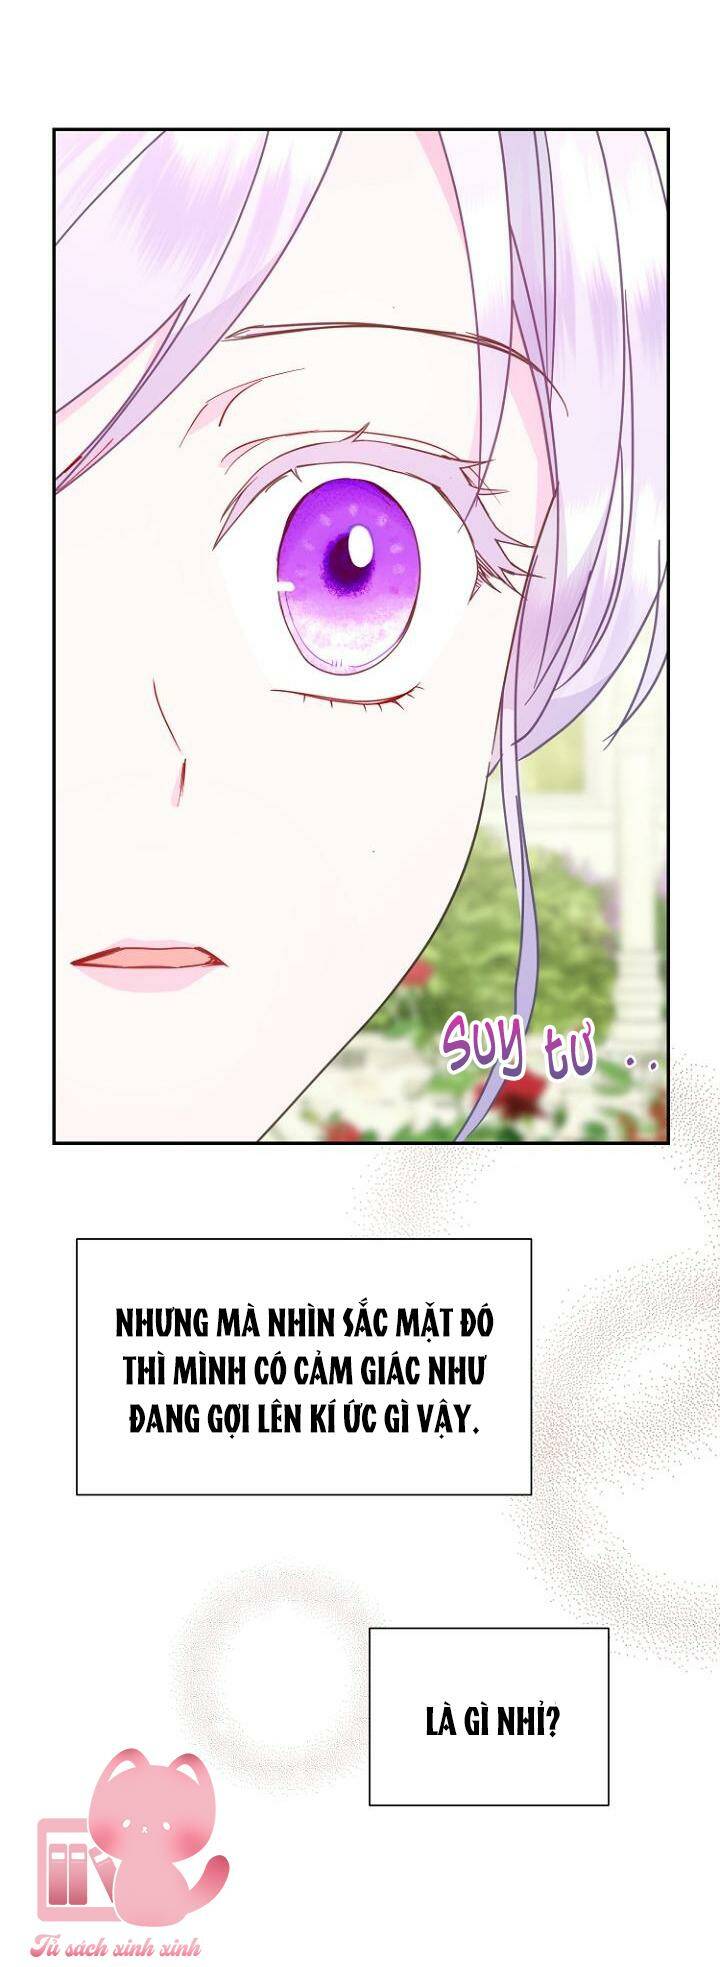 Suy tư ..
NHƯNG MÀ NHÌN SẮC MẶT ĐÓ
THÌ MÌNH CÓ CẢM GIÁC NHƯ
ĐANG GỢI LÊN KÍ ỨC GÌ VẬY.
LÀ GÌ NHỈ?
Tủ sách xinh xinh